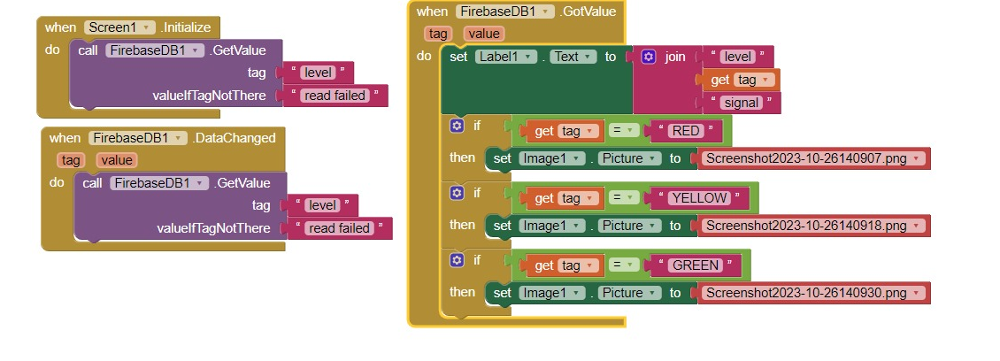 when Screen1 .Initialize
do call FirebaseDB1 .GetValue
tag “ level ”
valueIfTagNotThere “ read failed ”
when FirebaseDB1 .DataChanged
tag value
do call FirebaseDB1 .GetValue
tag “ level ”
valueIfTagNotThere “ read failed ”
when FirebaseDB1 .GotValue
tag value
do set Label1 . Text to join “ level ”
get tag
“ signal ”
if get tag = “ RED ”
then set Image1 . Picture to Screenshot2023-10-26140907.png
if get tag = “ YELLOW ”
then set Image1 . Picture to Screenshot2023-10-26140918.png
if get tag = “ GREEN ”
then set Image1 . Picture to Screenshot2023-10-26140930.png